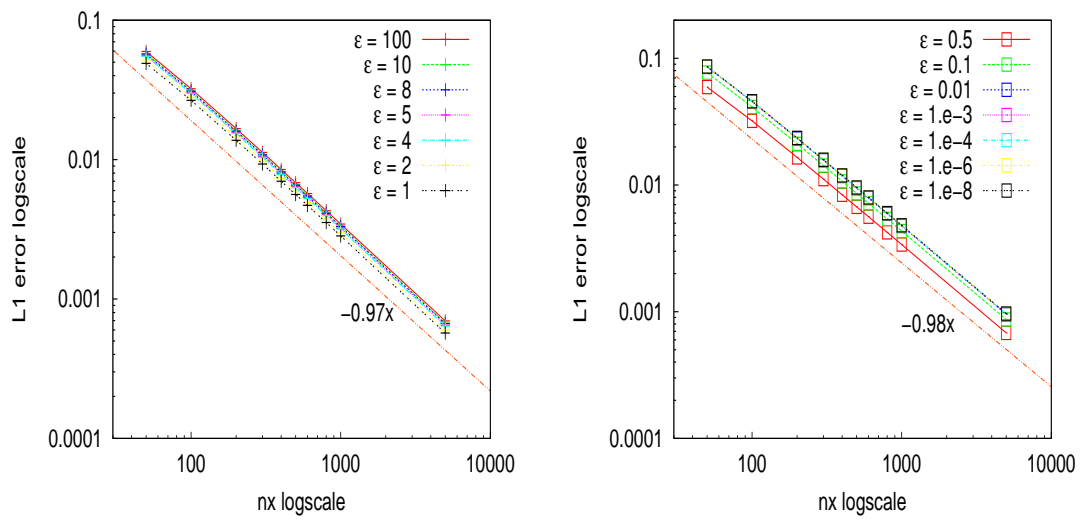 0.1
0.01
0.001
0.0001
100
1000
10000
L1 error logscale
nx logscale
ε = 100
ε = 10
ε = 8
ε = 5
ε = 4
ε = 2
ε = 1
−0.97x
0.1
0.01
0.001
0.0001
100
1000
10000
L1 error logscale
nx logscale
ε = 0.5
ε = 0.1
ε = 0.01
ε = 1.e−3
ε = 1.e−4
ε = 1.e−6
ε = 1.e−8
−0.98x